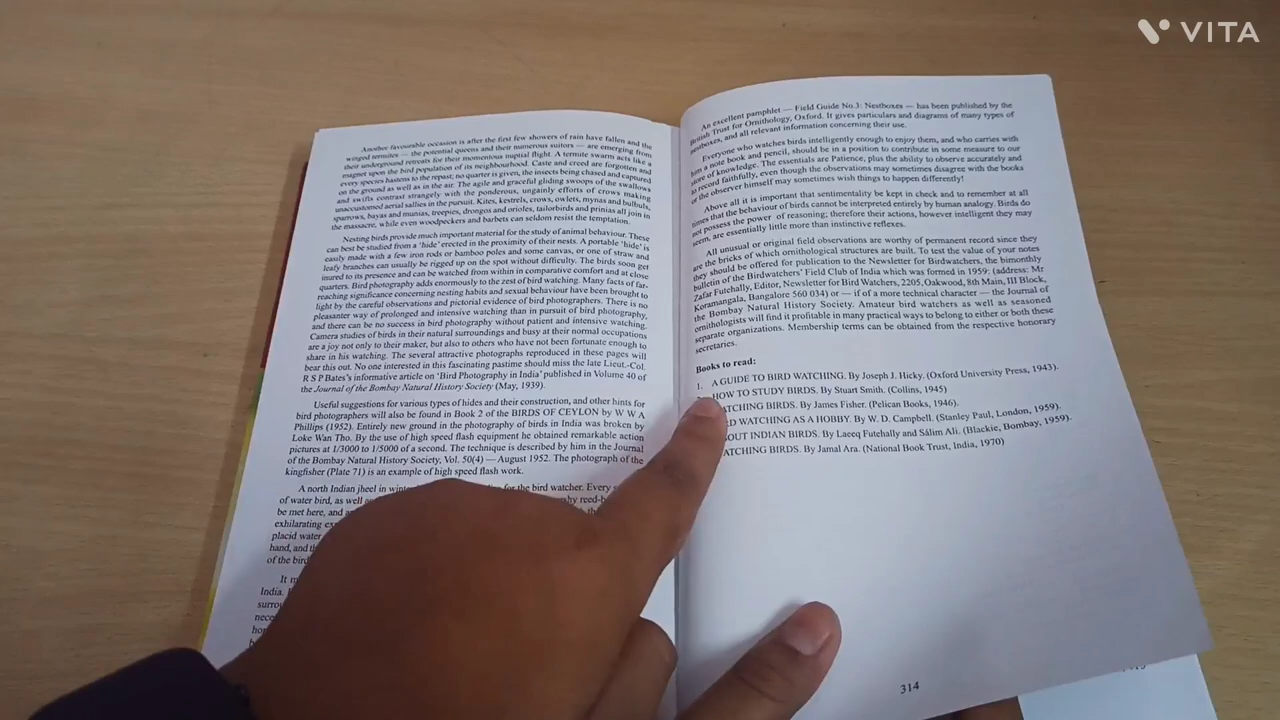 VITA
Another favourable occasion is after the first few showers of rain have fallen and the
winged termites — the potential queens and their numerous suitors — are emerging from
their underground retreats for their momentous nuptial flight. A termite swarm acts like a
magnet upon the bird population of its neighbourhood. Caste and creed are forgotten and
every species hastens to the repast; no quarter is given, the insects being chased and captured
on the ground as well as in the air. The agile and graceful gliding swoops of the swallows
and swifts contrast strangely with the ponderous, ungainly efforts of crows making
unaccustomed aerial sallies in the pursuit. Kites, kestrels, crows, owlets, mynas and bulbuls,
sparrows, bayas and munias, treepies, drongos and orioles, tailorbirds and prinias all join in
the massacre, while even woodpeckers and barbets can seldom resist the temptation.
Nesting birds provide much important material for the study of animal behaviour. These
can best be studied from a 'hide' erected in the proximity of their nests. A portable 'hide' is
easily made with a few iron rods or bamboo poles and some canvas, or one of straw and
leafy branches can usually be rigged up on the spot without difficulty. The birds soon get
inured to its presence and can be watched from within in comparative comfort and at close
quarters. Bird photography adds enormously to the zest of bird watching. Many facts of far-
reaching significance concerning nesting habits and sexual behaviour have been brought to
light by the careful observations and pictorial evidence of bird photographers. There is no
pleasanter way of prolonged and intensive watching than in pursuit of bird photography,
and there can be no success in bird photography without patient and intensive watching.
Camera studies of birds in their natural surroundings and busy at their normal occupations
are a joy not only to their maker, but also to others who have not been fortunate enough to
share in his watching. The several attractive photographs reproduced in these pages will
bear this out. No one interested in this fascinating pastime should miss the late Lieut.-Col.
R S P Bates's informative article on 'Bird Photography in India' published in Volume 40 of
the Journal of the Bombay Natural History Society (May, 1939).
Useful suggestions for various types of hides and their construction, and other hints for
bird photographers will also be found in Book 2 of the BIRDS OF CEYLON by W W A
Phillips (1952). Entirely new ground in the photography of birds in India was broken by
Loke Wan Tho. By the use of high speed flash equipment he obtained remarkable action
pictures at 1/3000 to 1/5000 of a second. The technique is described by him in the Journal
of the Bombay Natural History Society, Vol. 50(4) — August 1952. The photograph of the
kingfisher (Plate 71) is an example of high speed flash work.
A north Indian jheel in for the bird watcher. Every
of water bird, as well reed-
be met here, and
exhilarating
placid water
hand, and
of the
It
India.
An excellent pamphlet — Field Guide No.3: Nestboxes — has been published by the
British Trust for Ornithology, Oxford. It gives particulars and diagrams of many types of
nestboxes, and all relevant information concerning their use.
Everyone who watches birds intelligently enough to enjoy them, and who carries with
him a note book and pencil, should be in a position to contribute in some measure to our
store of knowledge. The essentials are Patience, plus the ability to observe accurately and
to record faithfully, even though the observations may sometimes disagree with the books
or the observer himself may sometimes wish things to happen differently!
Above all it is important that sentimentality be kept in check and to remember at all
times that the behaviour of birds cannot be interpreted entirely by human analogy. Birds do
not possess the power of reasoning; therefore their actions, however intelligent they may
seem, are essentially little more than instinctive reflexes.
All unusual or original field observations are worthy of permanent record since they
are the bricks of which ornithological structures are built. To test the value of your notes
they should be offered for publication to the Newsletter for Birdwatchers, the bimonthly
bulletin of the Birdwatchers' Field Club of India which was formed in 1959: (address: Mr
Zafar Futehally, Editor, Newsletter for Bird Watchers, 2205, Oakwood, 8th Main, III Block,
Koramangala, Bangalore 560 034) or — if of a more technical character — the Journal of
the Bombay Natural History Society. Amateur bird watchers as well as seasoned
ornithologists will find it profitable in many practical ways to belong to either or both these
separate organizations. Membership terms can be obtained from the respective honorary
secretaries.
Books to read:
1. A GUIDE TO BIRD WATCHING. By Joseph J. Hicky. (Oxford University Press, 1943).
HOW TO STUDY BIRDS. By Stuart Smith. (Collins, 1945)
ATCHING BIRDS. By James Fisher. (Pelican Books, 1946).
RD WATCHING AS A HOBBY. By W. D. Campbell. (Stanley Paul, London, 1959).
OUT INDIAN BIRDS. By Laeeq Futehally and Sálim Ali. (Blackie, Bombay, 1959).
ATCHING BIRDS. By Jamal Ara. (National Book Trust, India, 1970)
314